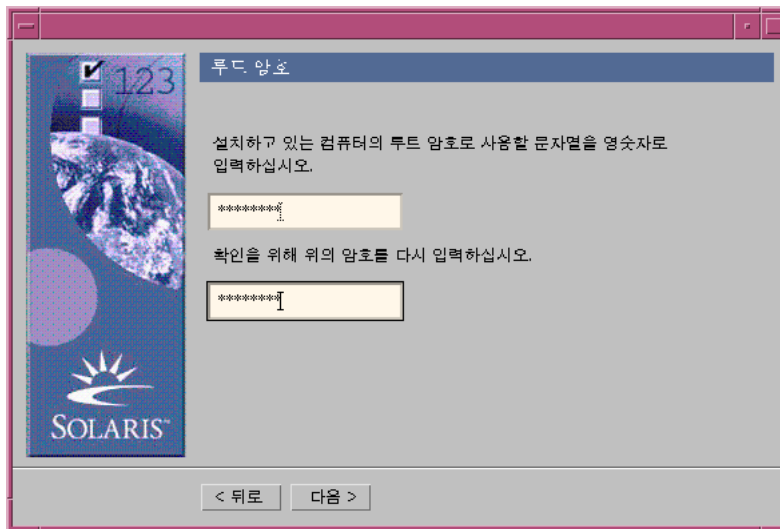 123
루트 암호
설치하고 있는 컴퓨터의 루트 암호로 사용할 문자열을 영숫자로
입력하십시오.
********
확인을 위해 위의 암호를 다시 입력하십시오.
********
SOLARIS™
< 뒤로
다음 >